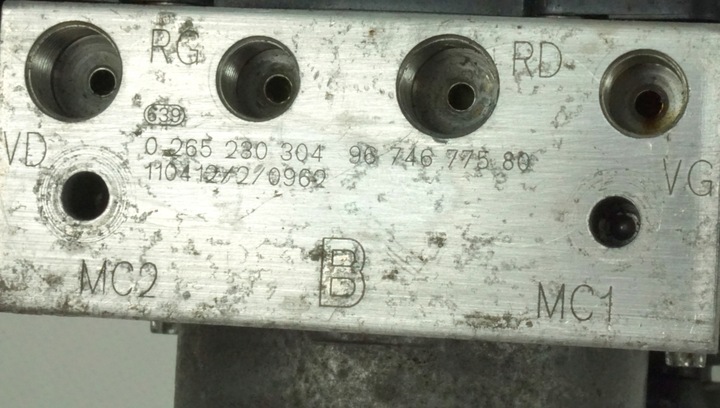 RG RD
639
0 265 230 304 96 746 775 80
VD VG
110412/2/0962
MC2 B MC1